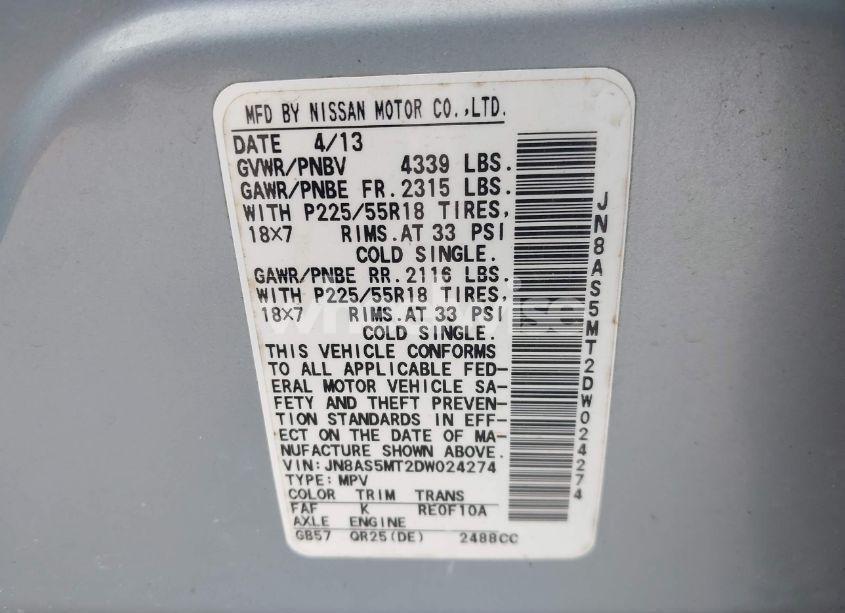 MFD BY NISSAN MOTOR CO.,LTD.
DATE 4/13
GVWR/PNBV 4339 LBS.
GAWR/PNBE FR. 2315 LBS.
WITH P225/55R18 TIRES,
18×7 RIMS. AT 33 PSI
COLD SINGLE.
GAWR/PNBE RR. 2116 LBS.
WITH P225/55R18 TIRES,
18×7 RIMS. AT 33 PSI
COLD SINGLE.
THIS VEHICLE CONFORMS
TO ALL APPLICABLE FED-
ERAL MOTOR VEHICLE SA-
FETY AND THEFT PREVEN-
TION STANDARDS IN EFF-
ECT ON THE DATE OF MA-
NUFACTURE SHOWN ABOVE.
VIN: JN8AS5MT2DW024274
TYPE: MPV
COLOR TRIM TRANS
FAF K RE0F10A
AXLE ENGINE
GB57 QR25(DE) 2488CC
JN8AS5MT2DW024274